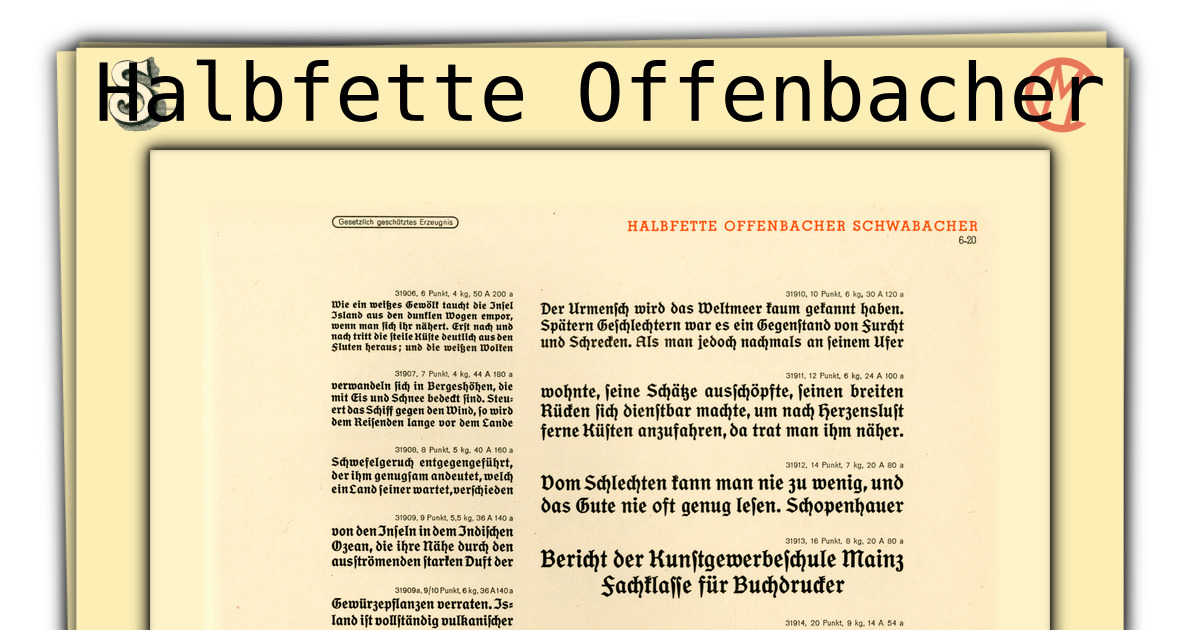 Halbfette Offenbacher
Gesetzlich geschütztes Erzeugnis
HALBFETTE OFFENBACHER SCHWABACHER
6-20
31906, 6 Punkt, 4 kg, 50 A 200 a
Wie ein weißes Gewölk taucht die Insel
Island aus den dunklen Wogen empor,
wenn man sich ihr nähert. Erst nach und
nach tritt die steile Küste deutlich aus den
Fluten heraus; und die weißen Wolken
31907, 7 Punkt, 4 kg, 44 A 180 a
verwandeln sich in Bergeshöhen, die
mit Eis und Schnee bedeckt sind. Steu=
ert das Schiff gegen den Wind, so wird
dem Reisenden lange vor dem Lande
31908, 8 Punkt, 5 kg, 40 A 160 a
Schwefelgeruch entgegengeführt,
der ihm genugsam andeutet, welch
ein Land seiner wartet, verschieden
31909, 9 Punkt, 5,5 kg, 36 A 140 a
von den Inseln in dem Indischen
Ozean, die ihre Nähe durch den
ausströmenden starken Duft der
31909a, 9/10 Punkt, 6 kg, 36 A 140 a
Gewürzepflanzen verraten. Is=
land ist vollständig vulkanischer
31910, 10 Punkt, 6 kg, 30 A 120 a
Der Urmensch wird das Weltmeer kaum gekannt haben.
Spätern Geschlechtern war es ein Gegenstand von Furcht
und Schrecken. Als man jedoch nachmals an seinem Ufer
31911, 12 Punkt, 6 kg, 24 A 100 a
wohnte, seine Schätze ausschöpfte, seinen breiten
Rücken sich dienstbar machte, um nach Herzenslust
ferne Küsten anzufahren, da trat man ihm näher.
31912, 14 Punkt, 7 kg, 20 A 80 a
Vom Schlechten kann man nie zu wenig, und
das Gute nie oft genug lesen. Schopenhauer
31913, 16 Punkt, 8 kg, 20 A 80 a
Bericht der Kunstgewerbeschule Mainz
Fachklasse für Buchdrucker
31914, 20 Punkt, 9 kg, 14 A 54 a